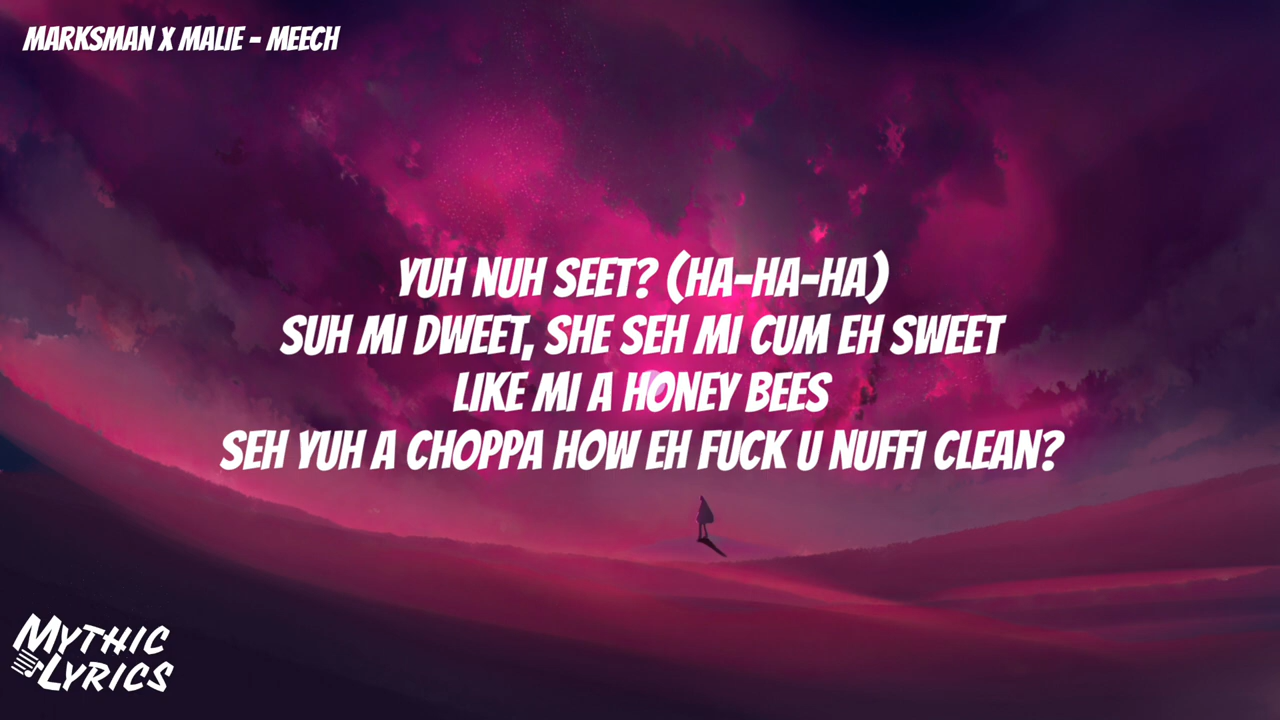 MARKSMAN X MALIE - MEECH
YUH NUH SEET? (HA-HA-HA)
SUH MI DWEET, SHE SEH MI CUM EH SWEET
LIKE MI A HONEY BEES
SEH YUH A CHOPPA HOW EH FUCK U NUFFI CLEAN?
MYTHIC
LYRICS